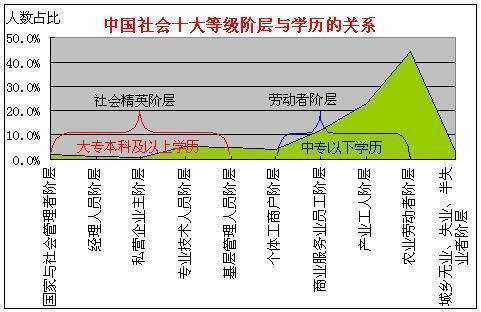 人数占比
中国社会十大等级阶层与学历的关系
50.0%
40.0%
30.0%
20.0%
10.0%
0.0%
社会精英阶层
劳动者阶层
大专本科及以上学历
中专以下学历
国家与社会管理者阶层
经理人员阶层
私营企业主阶层
专业技术人员阶层
基层管理人员阶层
个体工商户阶层
商业服务业员工阶层
产业工人阶层
农业劳动者阶层
城乡无业、失业、半失
业者阶层